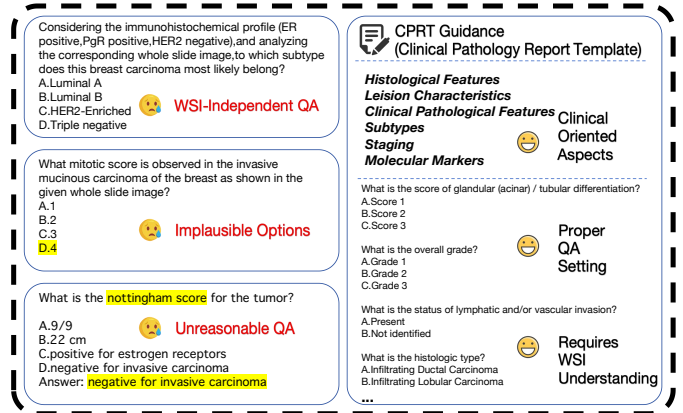 Considering the immunohistochemical profile (ER
positive,PgR positive,HER2 negative),and analyzing
the corresponding whole slide image,to which subtype
does this breast carcinoma most likely belong?
A.Luminal A
B.Luminal B
C.HER2-Enriched
D.Triple negative
WSI-Independent QA
What mitotic score is observed in the invasive
mucinous carcinoma of the breast as shown in the
given whole slide image?
A.1
B.2
C.3
D.4
Implausible Options
What is the nottingham score for the tumor?
A.9/9
B.22 cm
C.positive for estrogen receptors
D.negative for invasive carcinoma
Answer: negative for invasive carcinoma
Unreasonable QA
CPRT Guidance
(Clinical Pathology Report Template)
Histological Features
Leision Characteristics
Clinical Pathological Features
Subtypes
Staging
Molecular Markers
Clinical
Oriented
Aspects
What is the score of glandular (acinar) / tubular differentiation?
A.Score 1
B.Score 2
C.Score 3
What is the overall grade?
A.Grade 1
B.Grade 2
C.Grade 3
Proper
QA
Setting
What is the status of lymphatic and/or vascular invasion?
A.Present
B.Not identified
What is the histologic type?
A.Infiltrating Ductal Carcinoma
B.Infiltrating Lobular Carcinoma
...
Requires
WSI
Understanding